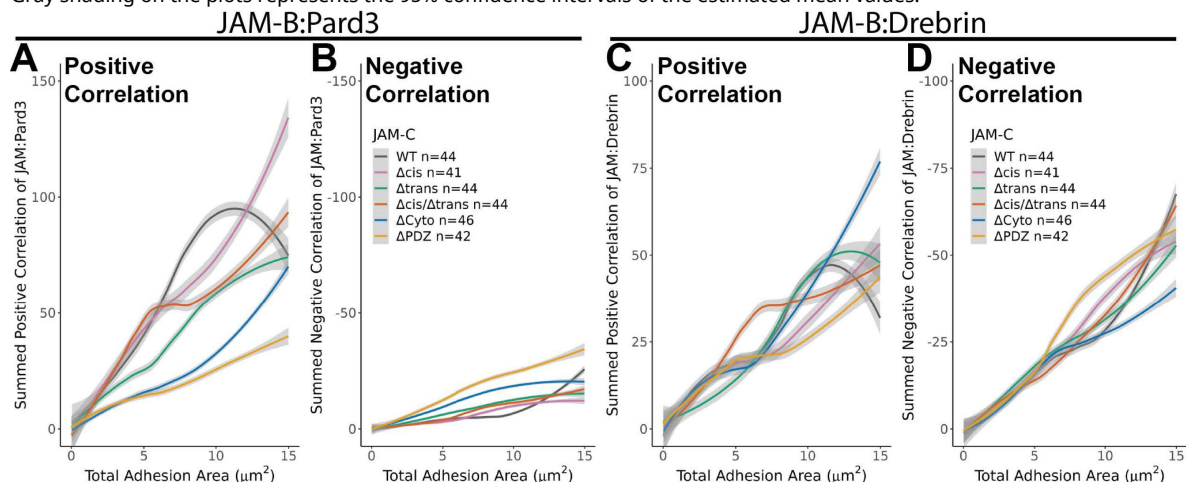 Gray shading on the plots represents the 95% confidence intervals of the estimated mean values.
JAM-B:Pard3
JAM-B:Drebrin
A Positive
Correlation
Summed Positive Correlation of JAM:Pard3
150
100
50
0
0 5 10 15
Total Adhesion Area (μm²)
B Negative
Correlation
Summed Negative Correlation of JAM:Pard3
-150
-100
-50
0
JAM-C
WT n=44
Δcis n=41
Δtrans n=44
Δcis/Δtrans n=44
ΔCyto n=46
ΔPDZ n=42
0 5 10 15
Total Adhesion Area (μm²)
C Positive
Correlation
Summed Positive Correlation of JAM:Drebrin
100
75
50
25
0
0 5 10 15
Total Adhesion Area (μm²)
D Negative
Correlation
Summed Negative Correlation of JAM:Drebrin
-100
-75
-50
-25
0
JAM-C
WT n=44
Δcis n=41
Δtrans n=44
Δcis/Δtrans n=44
ΔCyto n=46
ΔPDZ n=42
0 5 10 15
Total Adhesion Area (μm²)